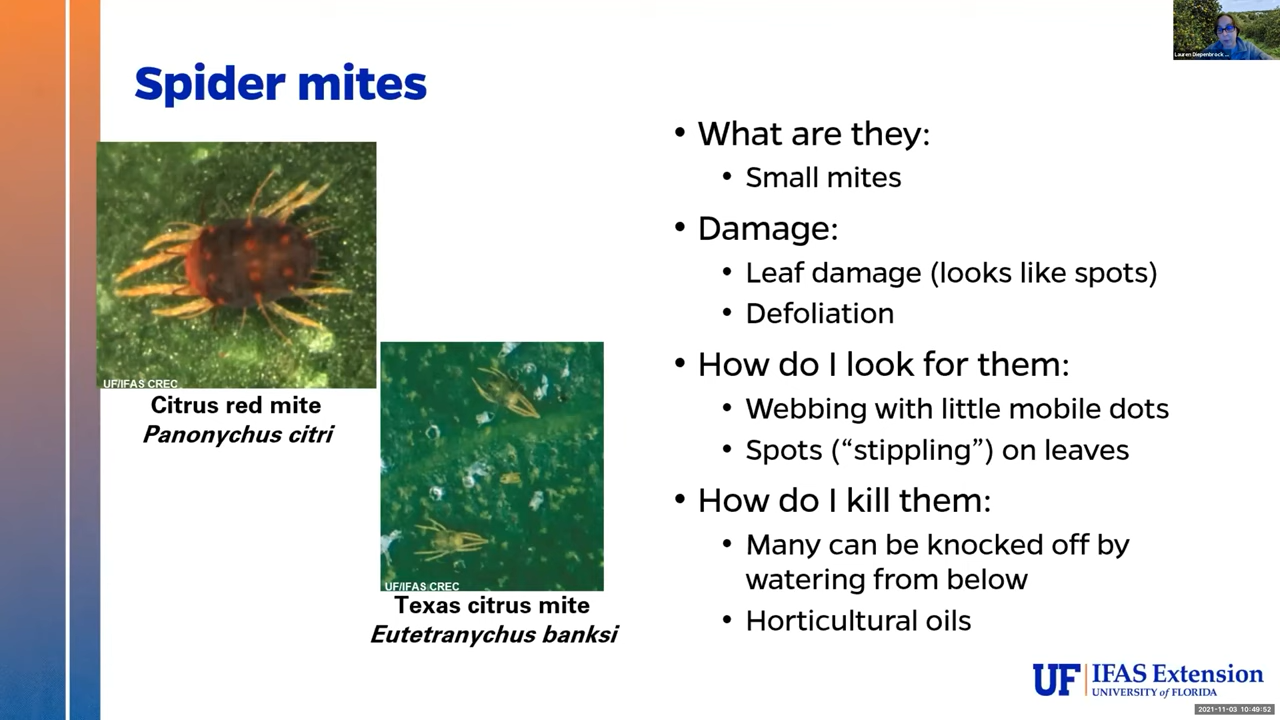 Lauren Diepenbrock ...
Spider mites
UF/IFAS CREC
Citrus red mite
Panonychus citri
UF/IFAS CREC
Texas citrus mite
Eutetranychus banksi
• What are they:
• Small mites
• Damage:
• Leaf damage (looks like spots)
• Defoliation
• How do I look for them:
• Webbing with little mobile dots
• Spots (“stippling”) on leaves
• How do I kill them:
• Many can be knocked off by
watering from below
• Horticultural oils
UF IFAS Extension
UNIVERSITY of FLORIDA
2021-11-03 10:49:52